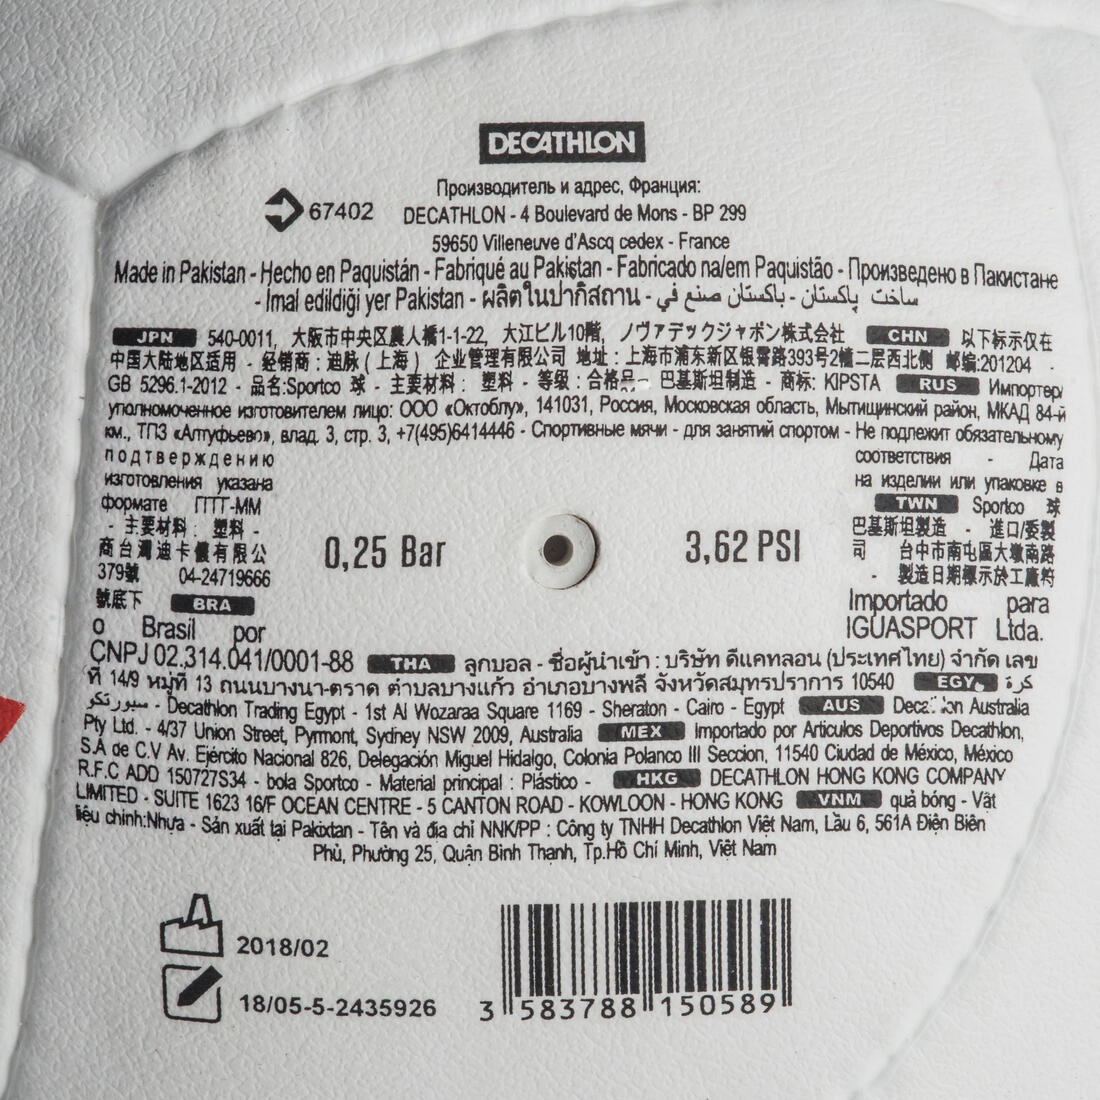 DECATHLON
Производитель и адрес, Франция:
67402 DECATHLON - 4 Boulevard de Mons - BP 299
59650 Villeneuve d'Ascq cedex - France
Made in Pakistan - Hecho en Paquistán - Fabriqué au Pakistan - Fabricado na/em Paquistão - Произведено в Пакистане
- Imal edildiği yer Pakistan - ผลิตในปากีสถาน - ساخت پاکستان - باكستان صنع في
JPN 540-0011, 大阪市中央区農人橋1-1-22, 大江ビル10階, ノヴァデックジャポン株式会社 CHN 以下标示仅在
中国大陆地区适用 - 经销商 : 迪脉 ( 上海 ) 企业管理有限公司 地址 : 上海市浦东新区银霄路393号2幢二层西北侧 邮编:201204 -
GB 5296.1-2012 - 品名:Sportco 球 - 主要材料 : 塑料 - 等级 : 合格品 - 巴基斯坦制造 - 商标: KIPSTA RUS Импортер/
уполномоченное изготовителем лицо: ООО «Октоблу», 141031, Россия, Московская область, Мытищинский район, МКАД 84-й
км., ТПЗ «Алтуфьево», влад. 3, стр. 3, +7(495)6414446 - Спортивные мячи - для занятий спортом - Не подлежит обязательному
подтверждению соответствия - Дата
изготовления указана на изделии или упаковке в
формате ГГГГ-ММ TWN Sportco 球
- 主要材料 : 塑料 - 巴基斯坦製造 - 進口/委製
商台灣迪卡儂有限公 司 台中市南屯區大墩南路
379號 04-24719666 - 製造日期標示於工廠符
號底下 BRA Importado para
o Brasil por IGUASPORT Ltda.
0,25 Bar 3,62 PSI
CNPJ 02.314.041/0001-88 THA ลูกบอล - ชื่อผู้นำเข้า : บริษัท ดีแคทลอน (ประเทศไทย) จำกัด เลข
ที่ 14/9 หมู่ที่ 13 ถนนบางนา-ตราด ตำบลบางแก้ว อำเภอบางพลี จังหวัดสมุทรปราการ 10540 EGY كرة
سبورتكو - Decathlon Trading Egypt - 1st Al Wozaraa Square 1169 - Sheraton - Cairo - Egypt AUS Decathlon Australia
Pty Ltd. - 4/37 Union Street, Pyrmont, Sydney NSW 2009, Australia MEX Importado por Articulos Deportivos Decathlon,
S.A de C.V Av. Ejército Nacional 826, Delegación Miguel Hidalgo, Colonia Polanco III Seccion, 11540 Ciudad de México, México
R.F.C ADD 150727S34 - bola Sportco - Material principal : Plástico - HKG DECATHLON HONG KONG COMPANY
LIMITED - SUITE 1623 16/F OCEAN CENTRE - 5 CANTON ROAD - KOWLOON - HONG KONG VNM quả bóng - Vật
liệu chính:Nhựa - Sản xuất tại Pakixtan - Tên và địa chỉ NNK/PP : Công ty TNHH Decathlon Việt Nam, Lầu 6, 561A Điện Biên
Phủ, Phường 25, Quận Bình Thạnh, Tp.Hồ Chí Minh, Việt Nam
2018/02
18/05-5-2435926
3 583788 150589